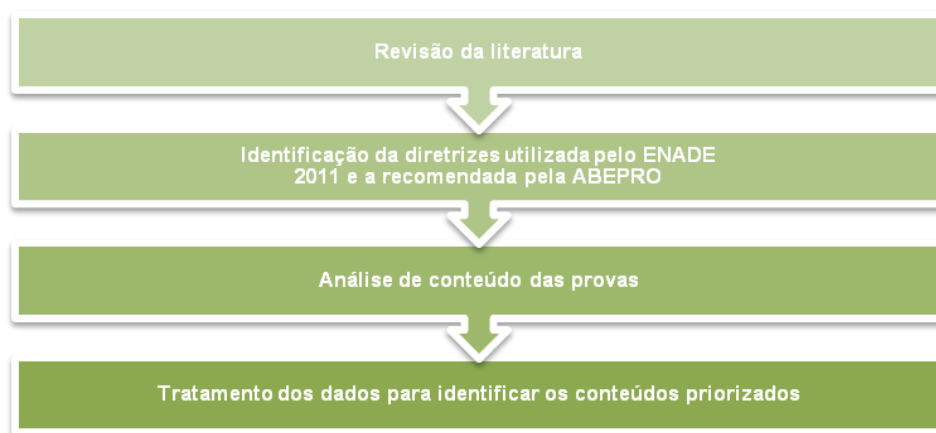 Revisão da literatura
Identificação da diretrizes utilizada pelo ENADE
2011 e a recomendada pela ABEPRO
Análise de conteúdo das provas
Tratamento dos dados para identificar os conteúdos priorizados